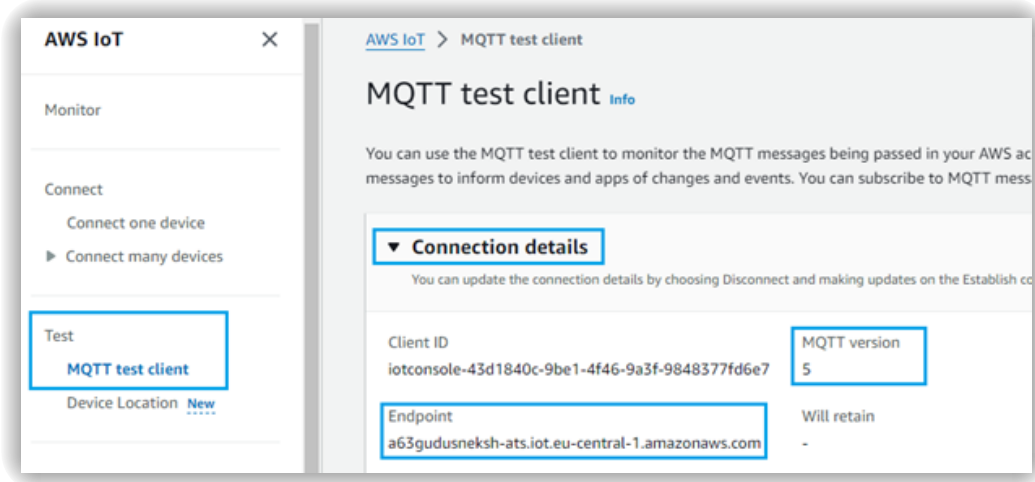 AWS IoT
Monitor
Connect
Connect one device
Connect many devices
Test
MQTT test client
Device Location New
AWS IoT > MQTT test client
MQTT test client Info
You can use the MQTT test client to monitor the MQTT messages being passed in your AWS ac
messages to inform devices and apps of changes and events. You can subscribe to MQTT mess
Connection details
You can update the connection details by choosing Disconnect and making updates on the Establish co
Client ID
iotconsole-43d1840c-9be1-4f46-9a3f-9848377fd6e7
MQTT version
5
Endpoint
a63gudusneksh-ats.iot.eu-central-1.amazonaws.com
Will retain
-